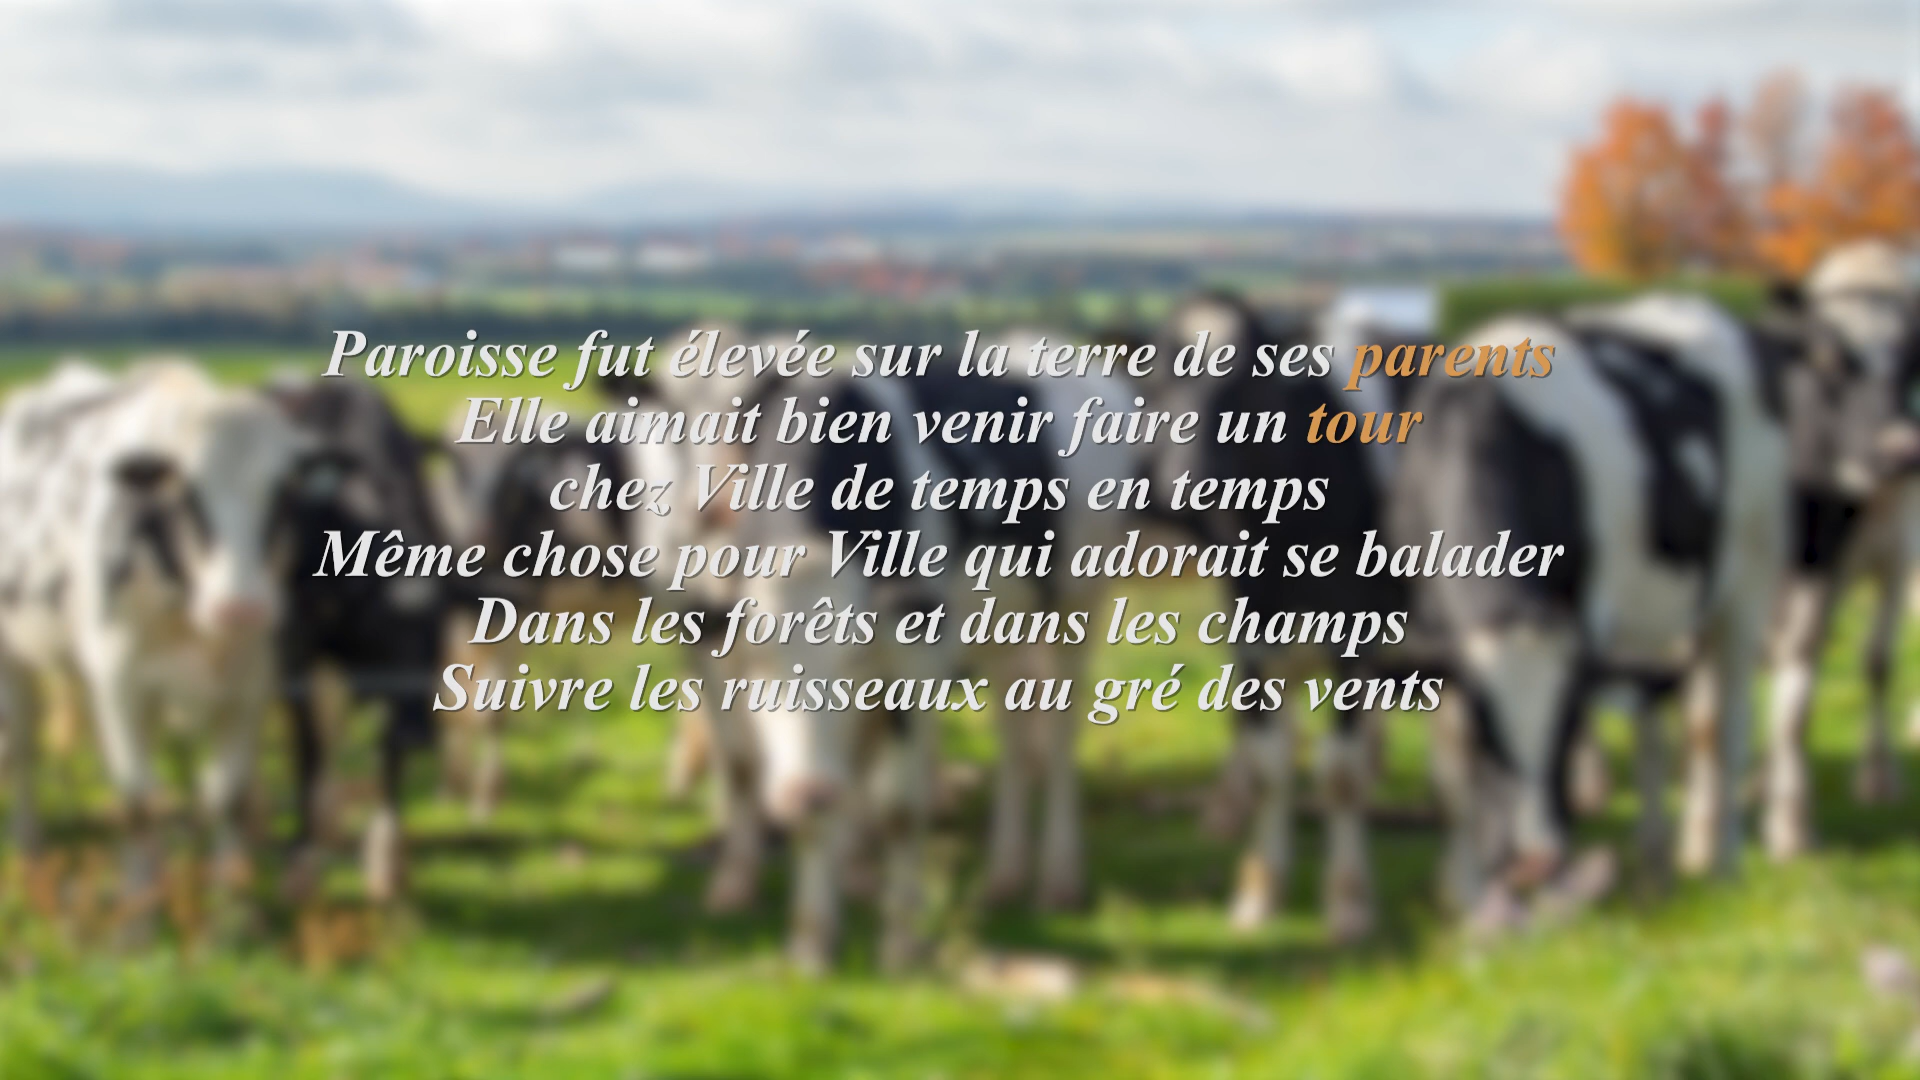 Paroisse fut élevée sur la terre de ses parents
Elle aimait bien venir faire un tour
chez Ville de temps en temps
Même chose pour Ville qui adorait se balader
Dans les forêts et dans les champs
Suivre les ruisseaux au gré des vents